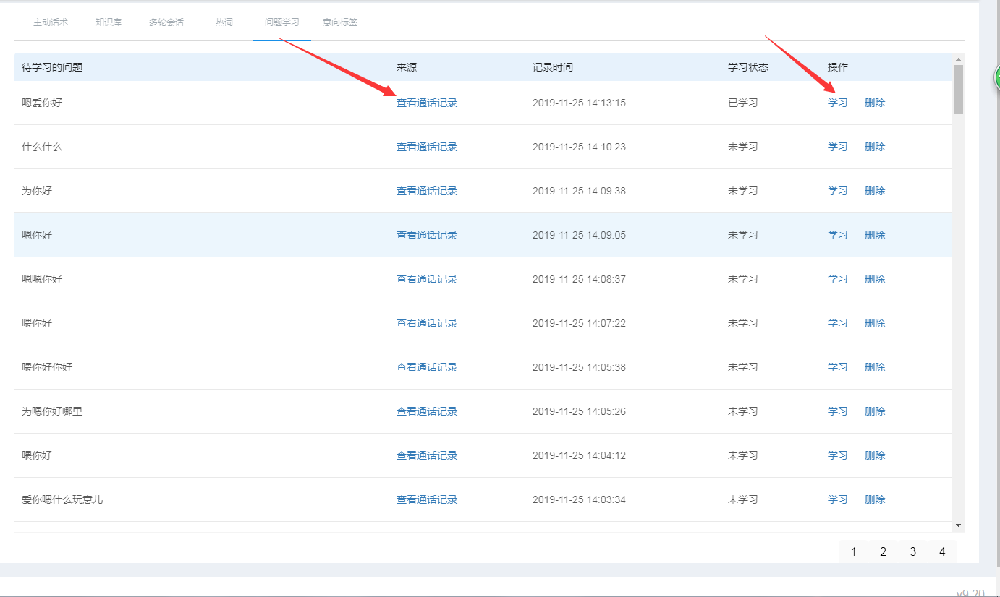 主动话术 知识库 多轮会话 热词 问题学习 意向标签
待学习的问题 来源 记录时间 学习状态 操作
嗯爱你好 查看通话记录 2019-11-25 14:13:15 已学习 学习 删除
什么什么 查看通话记录 2019-11-25 14:10:23 未学习 学习 删除
为你好 查看通话记录 2019-11-25 14:09:38 未学习 学习 删除
嗯你好 查看通话记录 2019-11-25 14:09:05 未学习 学习 删除
嗯嗯你好 查看通话记录 2019-11-25 14:08:37 未学习 学习 删除
喂你好 查看通话记录 2019-11-25 14:07:22 未学习 学习 删除
喂你好你好 查看通话记录 2019-11-25 14:05:38 未学习 学习 删除
为嗯你好哪里 查看通话记录 2019-11-25 14:05:26 未学习 学习 删除
喂你好 查看通话记录 2019-11-25 14:04:12 未学习 学习 删除
爱你嗯什么玩意儿 查看通话记录 2019-11-25 14:03:34 未学习 学习 删除
1 2 3 4
v9.20